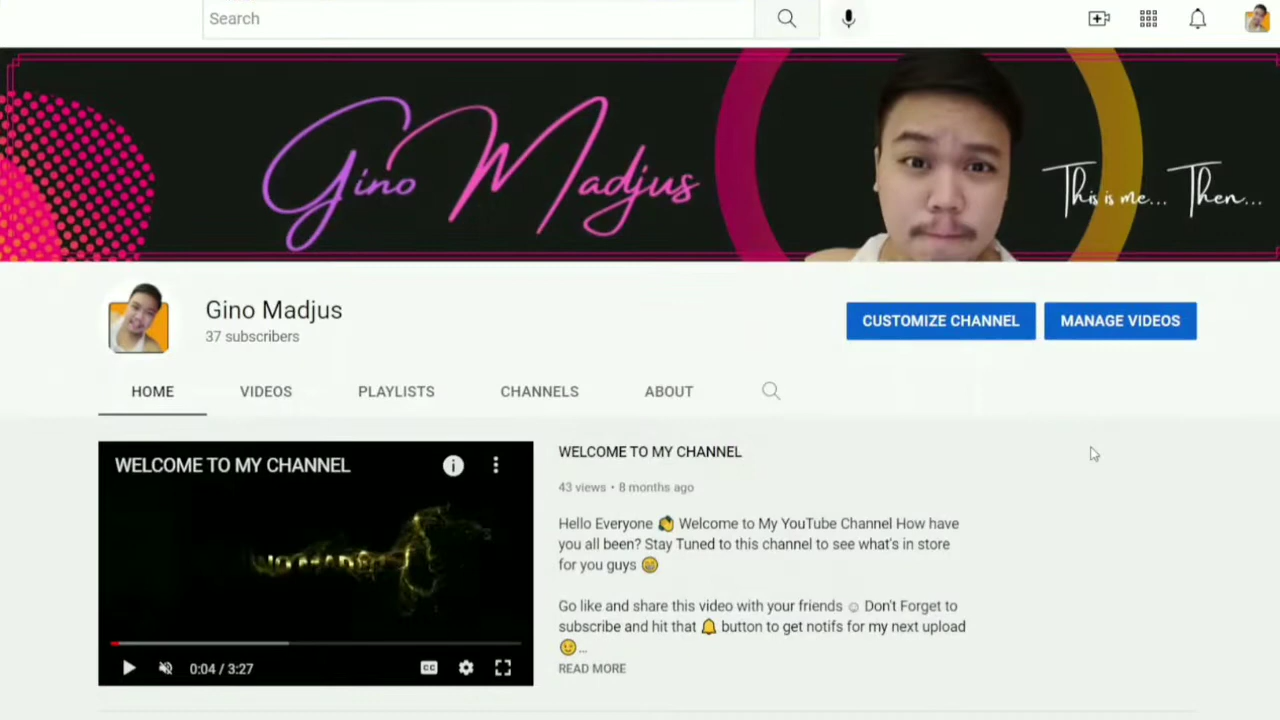 Search
Gino Madjus
This is me... Then...
Gino Madjus
37 subscribers
CUSTOMIZE CHANNEL
MANAGE VIDEOS
HOME
VIDEOS
PLAYLISTS
CHANNELS
ABOUT
WELCOME TO MY CHANNEL
0:04 / 3:27
CC
WELCOME TO MY CHANNEL
43 views • 8 months ago
Hello Everyone 👏 Welcome to My YouTube Channel How have
you all been? Stay Tuned to this channel to see what's in store
for you guys 😁
Go like and share this video with your friends ☺ Don't Forget to
subscribe and hit that 🔔 button to get notifs for my next upload
😉...
READ MORE